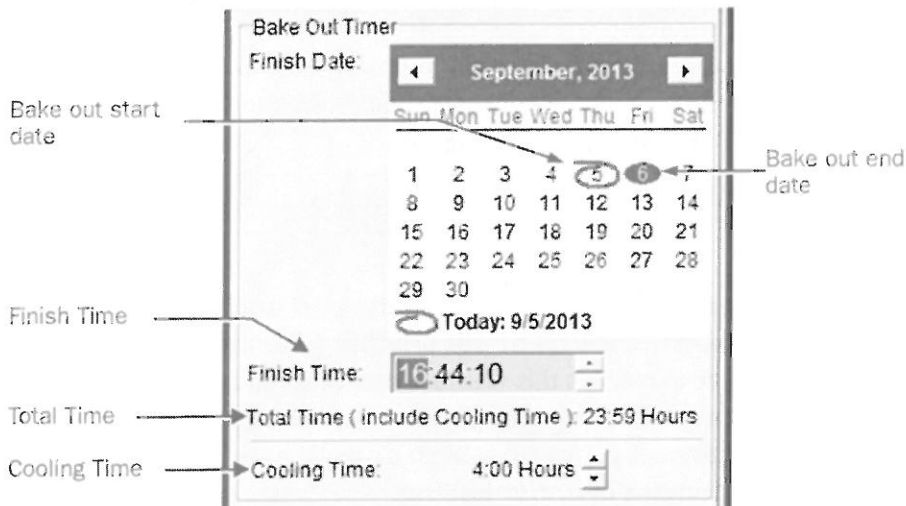 Bake Out Timer
Finish Date:
September, 2013
Sun Mon Tue Wed Thu Fri Sat
1 2 3 4 5 6 7
8 9 10 11 12 13 14
15 16 17 18 19 20 21
22 23 24 25 26 27 28
29 30
Today: 9/5/2013
Bake out start
date
Bake out end
date
Finish Time
Finish Time: 16:44:10
Total Time
Total Time ( include Cooling Time ): 23:59 Hours
Cooling Time
Cooling Time: 4:00 Hours